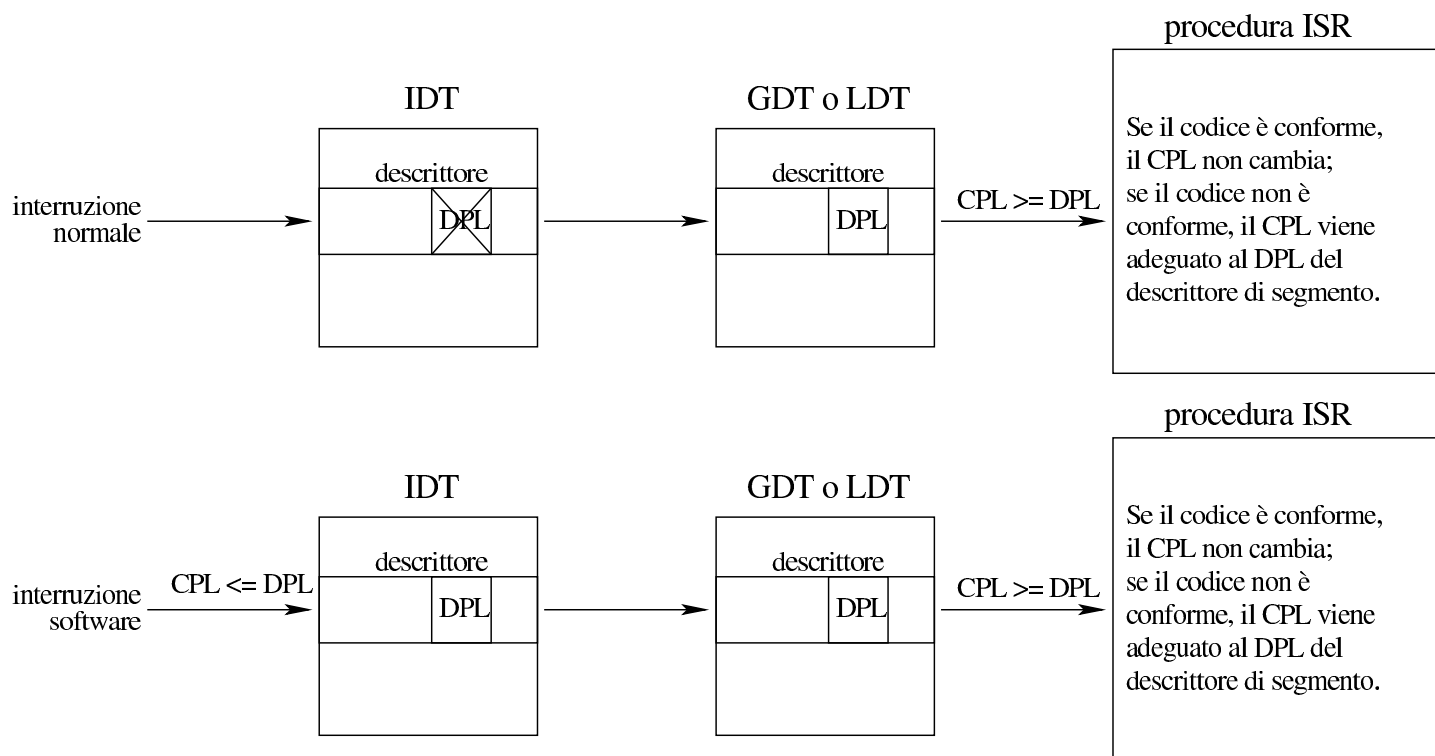 procedura ISR
IDT
GDT o LDT
descrittore
descrittore
interruzione
normale
DPL
DPL
CPL >= DPL
Se il codice è conforme,
il CPL non cambia;
se il codice non è
conforme, il CPL viene
adeguato al DPL del
descrittore di segmento.
procedura ISR
IDT
GDT o LDT
descrittore
descrittore
interruzione
software
CPL <= DPL
DPL
DPL
CPL >= DPL
Se il codice è conforme,
il CPL non cambia;
se il codice non è
conforme, il CPL viene
adeguato al DPL del
descrittore di segmento.